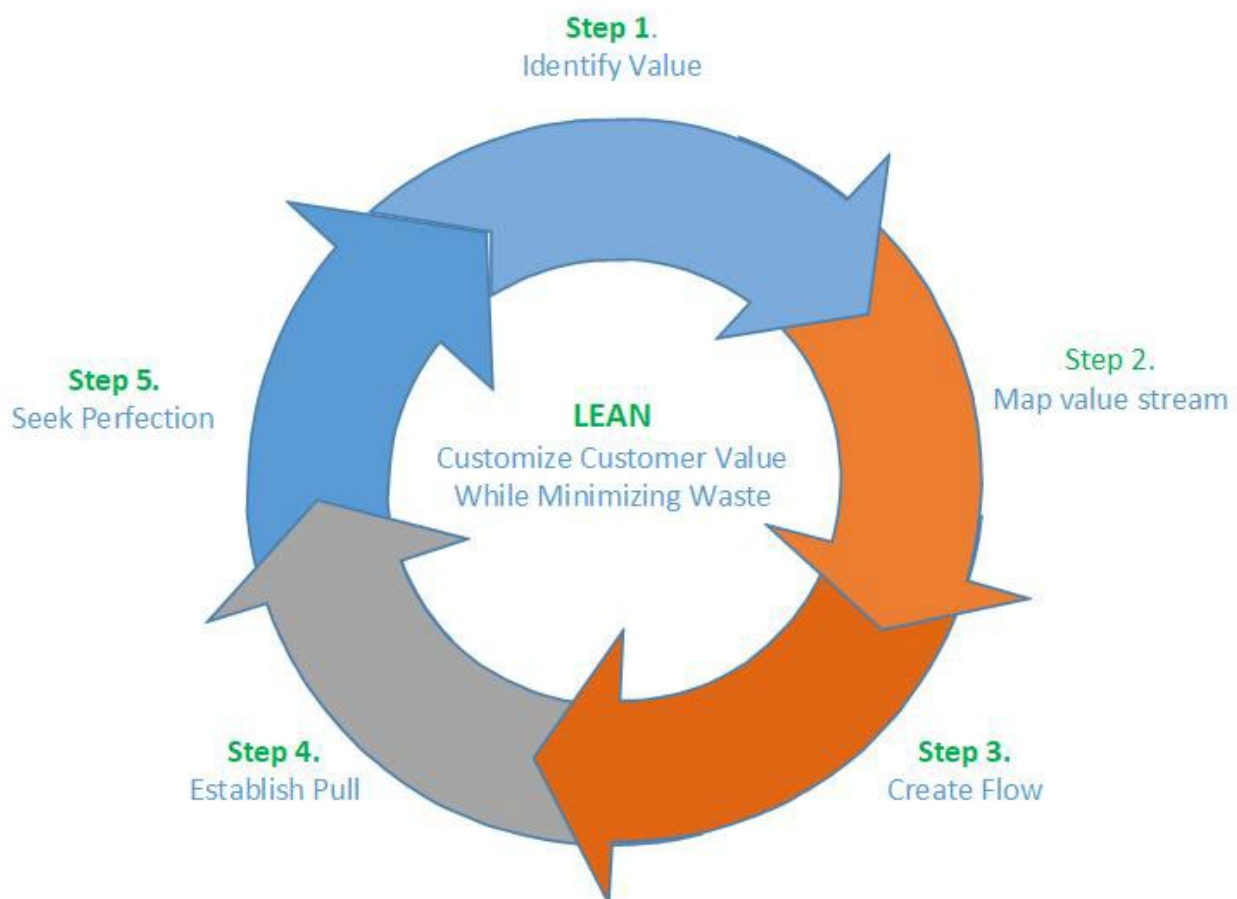 Step 1.
Identify Value
Step 2.
Map value stream
Step 5.
Seek Perfection
LEAN
Customize Customer Value
While Minimizing Waste
Step 4.
Establish Pull
Step 3.
Create Flow